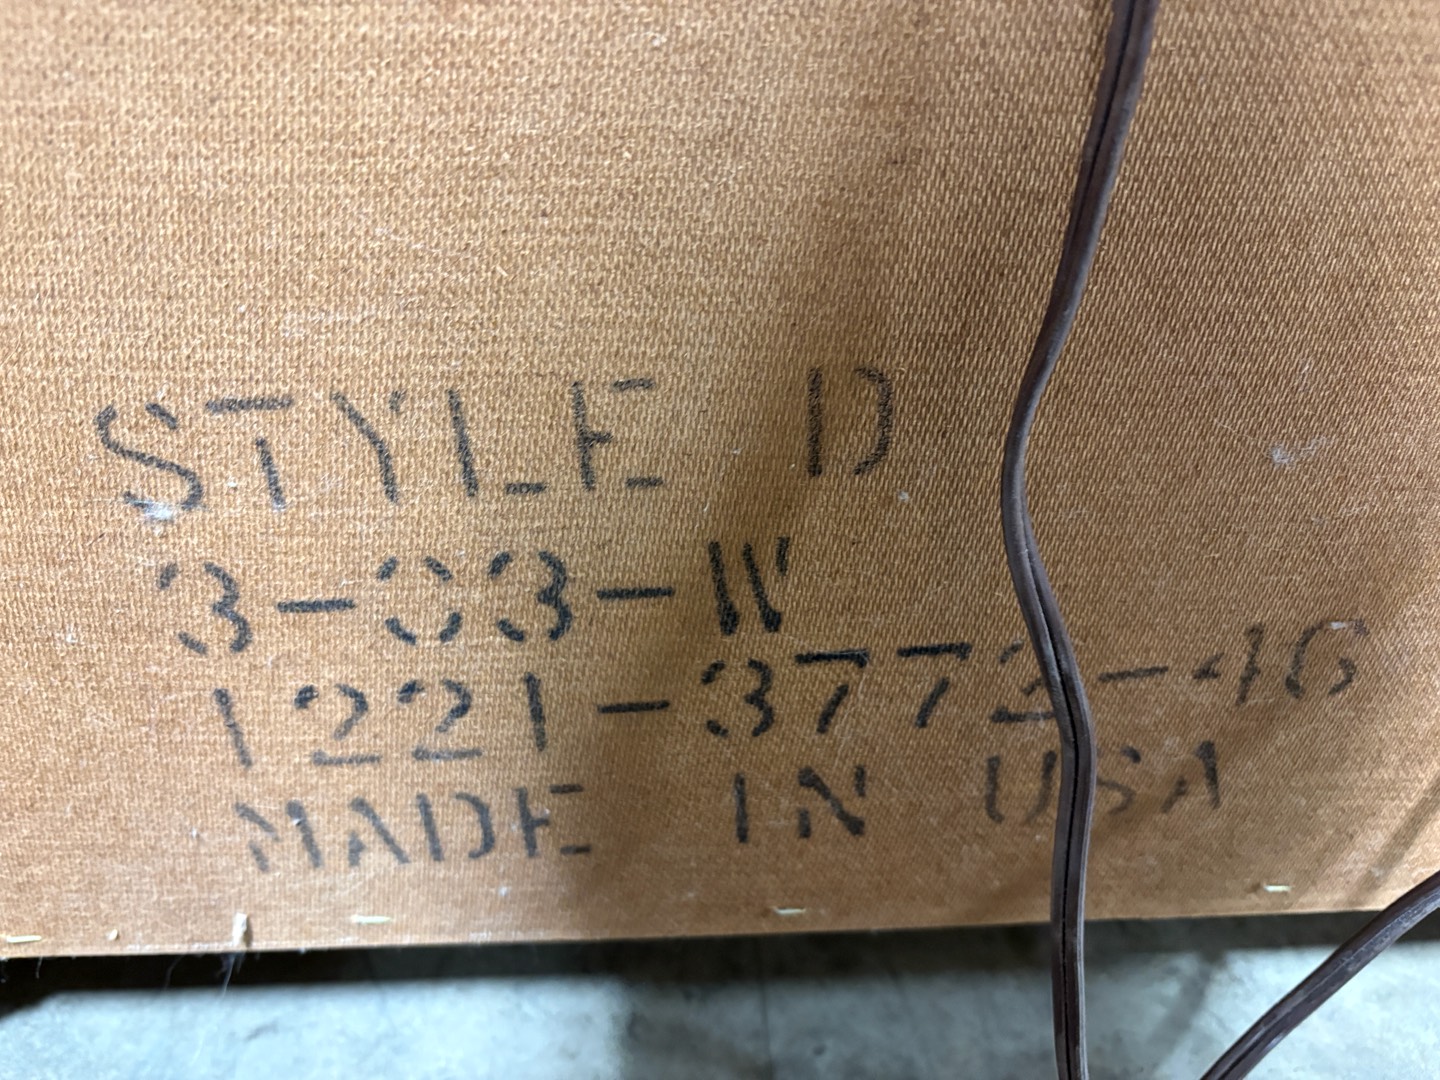 STYLE D
3-03-W
1221-3772-46
MADE IN USA